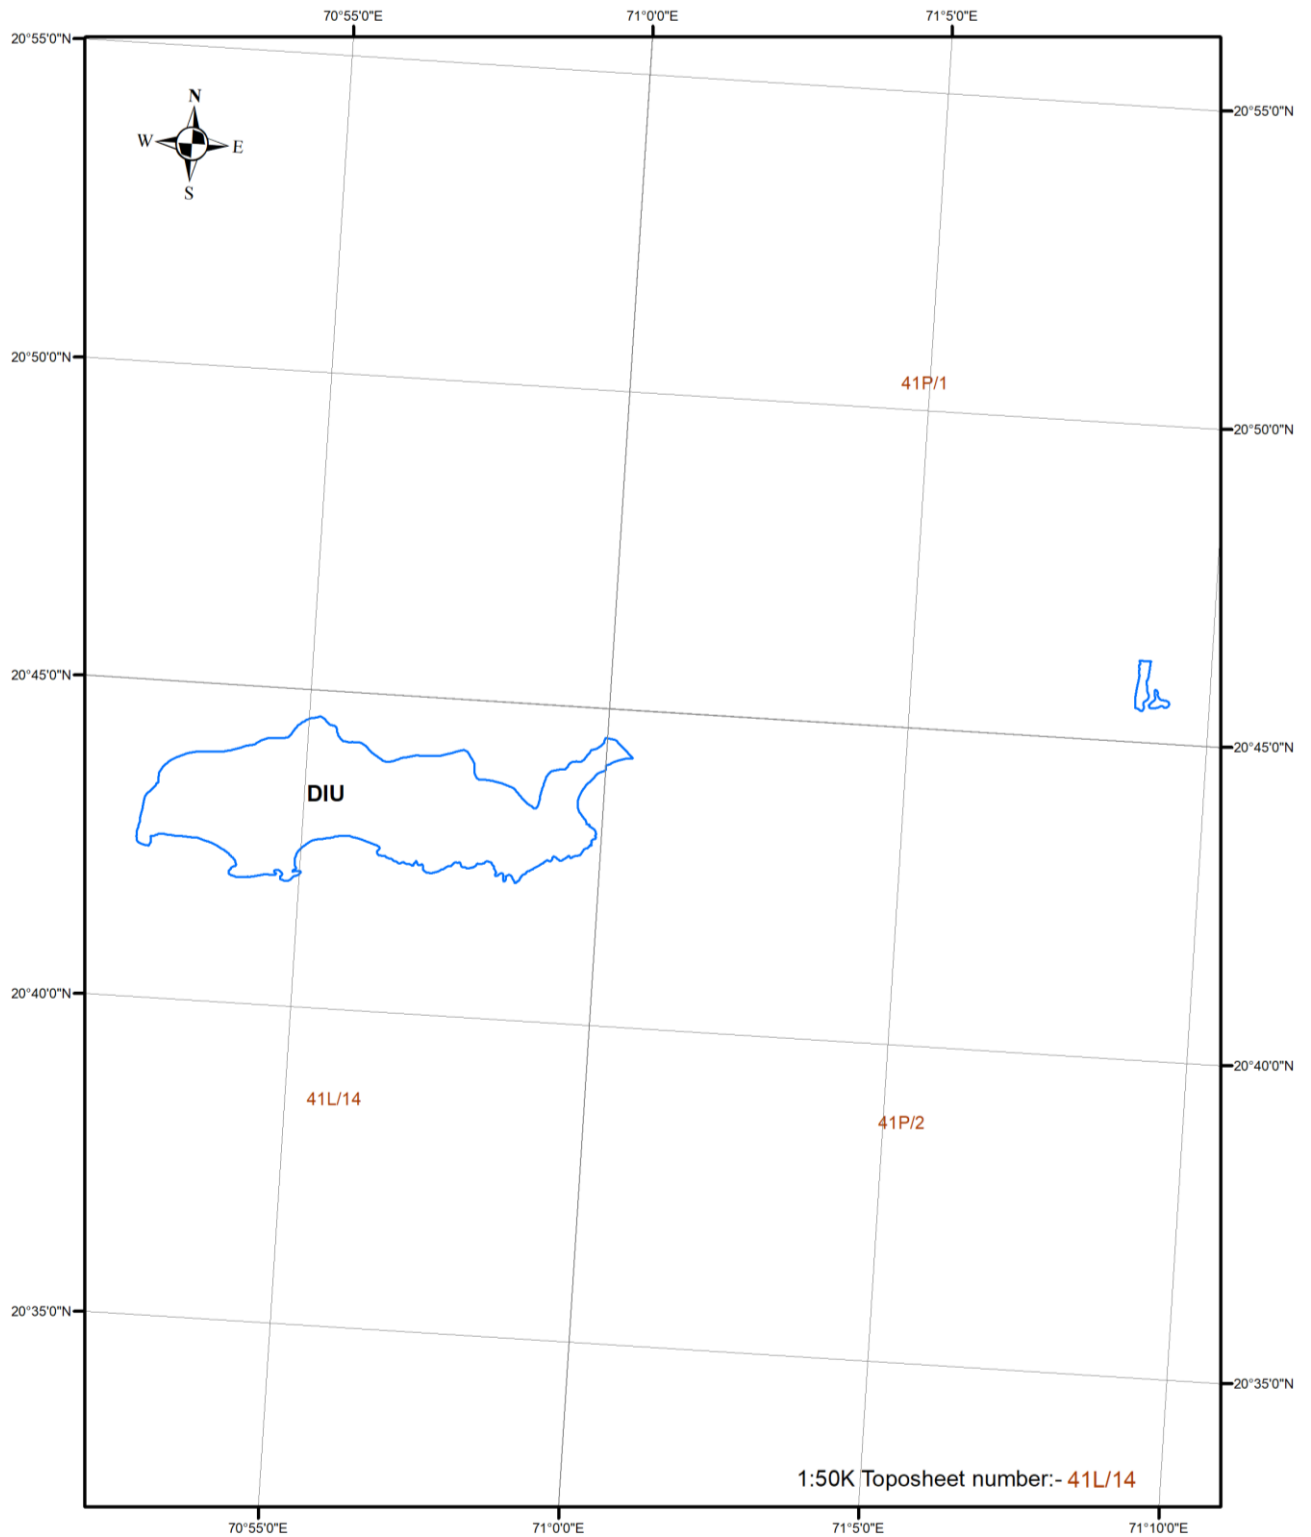 70°55'0"E 71°0'0"E 71°5'0"E
20°55'0"N
N
W E
S
20°55'0"N
20°50'0"N
41P/1
20°50'0"N
20°45'0"N
20°45'0"N
DIU
20°40'0"N
20°40'0"N
41L/14
41P/2
20°35'0"N
20°35'0"N
1:50K Toposheet number:- 41L/14
70°55'0"E 71°0'0"E 71°5'0"E 71°10'0"E